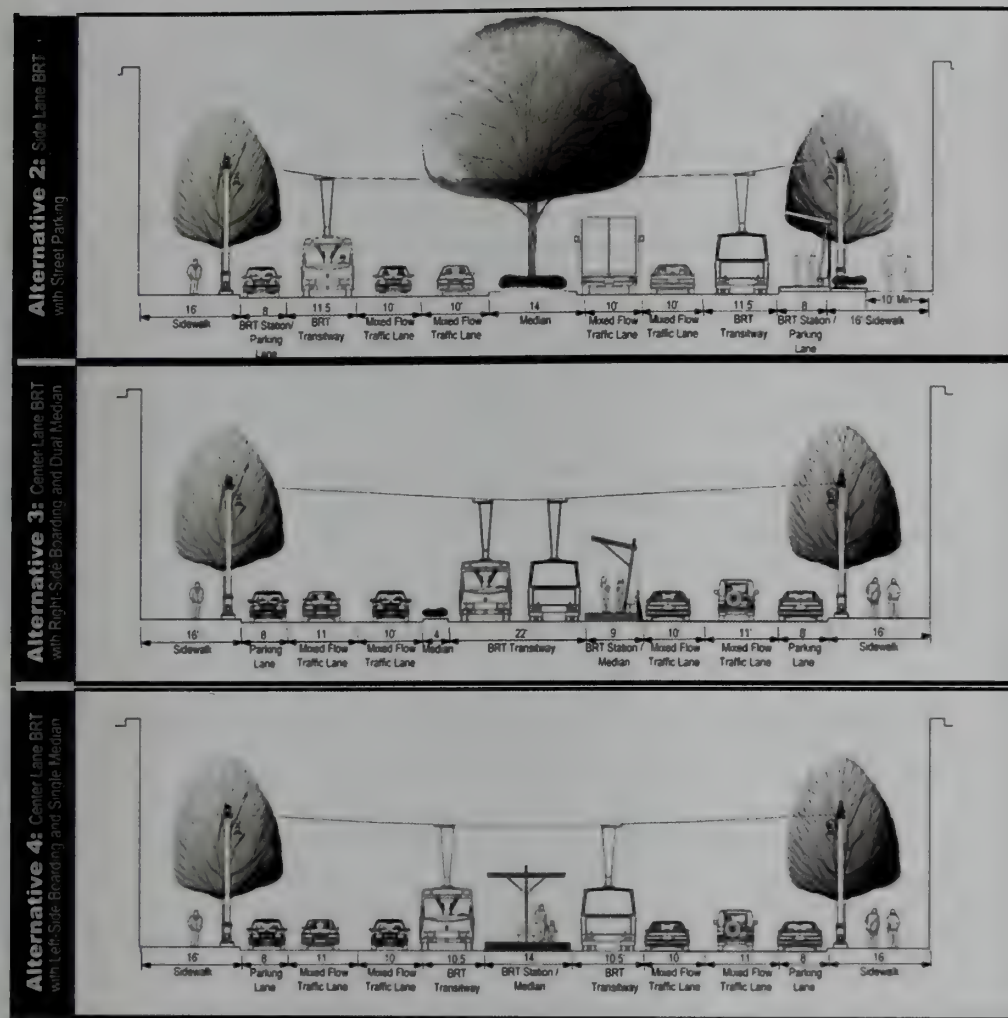 Alternative 2: Side Lane BRT
with Street Parking
16'
Sidewalk
8
BRT Station/
Parking
Lane
11 5
BRT
Transitway
10'
Mixed Flow
Traffic Lane
10'
Mixed Flow
Traffic Lane
14
Median
10'
Mixed Flow
Traffic Lane
10'
Mixed Flow
Traffic Lane
11 5'
BRT
Transitway
8
BRT Station /
Parking
Lane
10' Min
16' Sidewalk
Alternative 3: Center Lane BRT
with Right-Side Boarding and Dual Median
16'
Sidewalk
8
Parking
Lane
11'
Mixed Flow
Traffic Lane
10'
Mixed Flow
Traffic Lane
4
Median
22'
BRT Transitway
9
BRT Station /
Median
10'
Mixed Flow
Traffic Lane
11'
Mixed Flow
Traffic Lane
8'
Parking
Lane
16'
Sidewalk
Alternative 4: Center Lane BRT
with Left-Side Boarding and Single Median
16
Sidewalk
8
Parking
Lane
11
Mixed Flow
Traffic Lane
10
Mixed Flow
Traffic Lane
10.5
BRT
Transitway
14
BRT Station /
Median
10.5
BRT
Transitway
10
Mixed Flow
Traffic Lane
11
Mixed Flow
Traffic Lane
8
Parking
Lane
16
Sidewalk